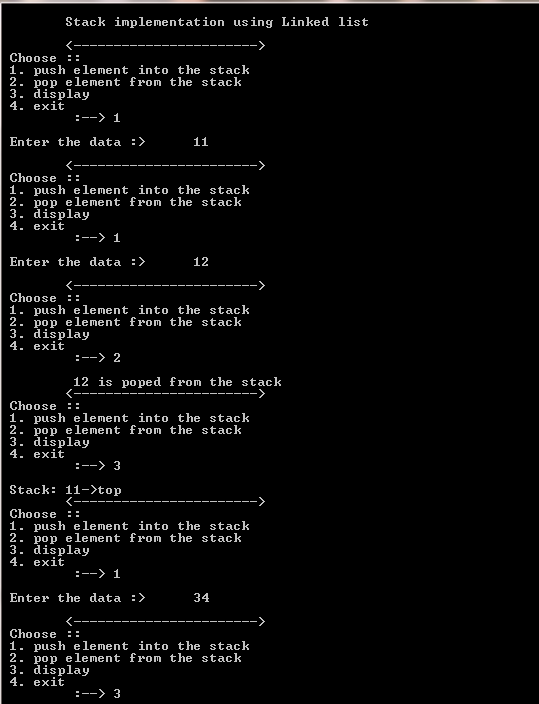 Stack implementation using Linked list
<----------------------->
Choose ::
1. push element into the stack
2. pop element from the stack
3. display
4. exit
:--> 1
Enter the data :> 11
<----------------------->
Choose ::
1. push element into the stack
2. pop element from the stack
3. display
4. exit
:--> 1
Enter the data :> 12
<----------------------->
Choose ::
1. push element into the stack
2. pop element from the stack
3. display
4. exit
:--> 2
12 is poped from the stack
<----------------------->
Choose ::
1. push element into the stack
2. pop element from the stack
3. display
4. exit
:--> 3
Stack: 11->top
<----------------------->
Choose ::
1. push element into the stack
2. pop element from the stack
3. display
4. exit
:--> 1
Enter the data :> 34
<----------------------->
Choose ::
1. push element into the stack
2. pop element from the stack
3. display
4. exit
:--> 3